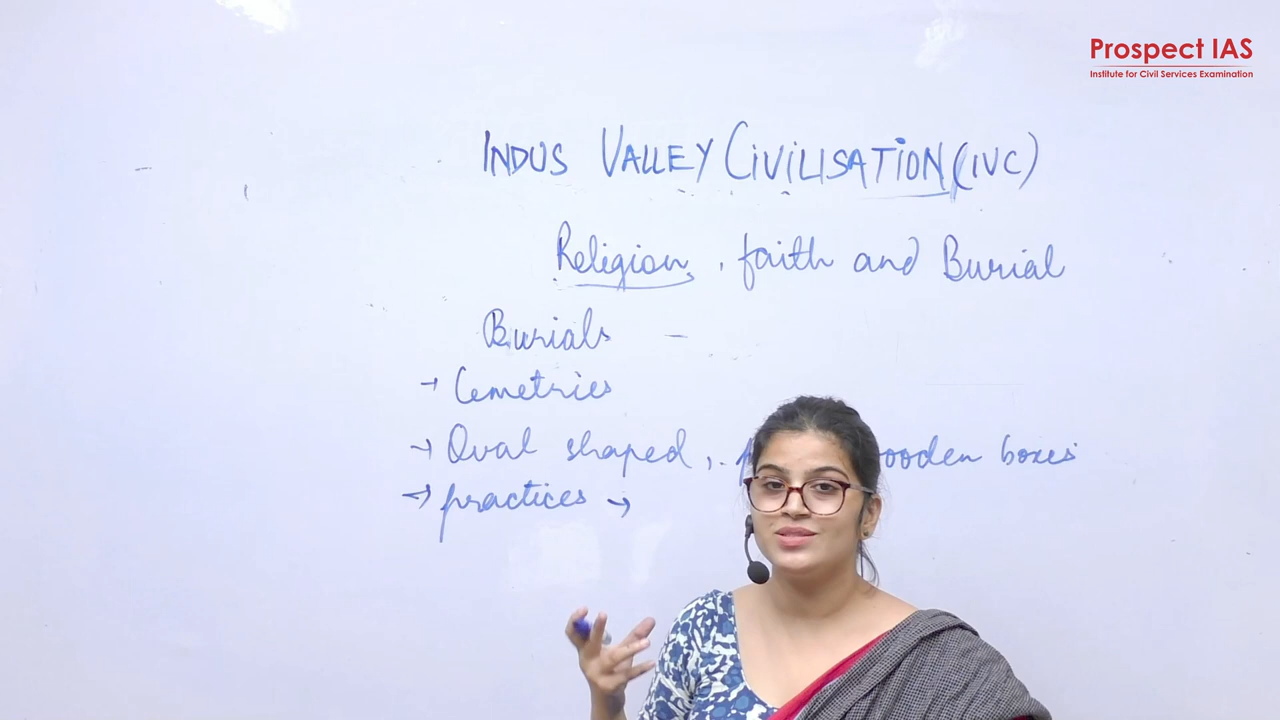 Prospect IAS
Institute for Civil Services Examination
INDUS VALLEY CIVILISATION (IVC)
Religion, faith and Burial
Burials -
→ Cemetries
→ Oval shaped, wooden boxes
→ practices →